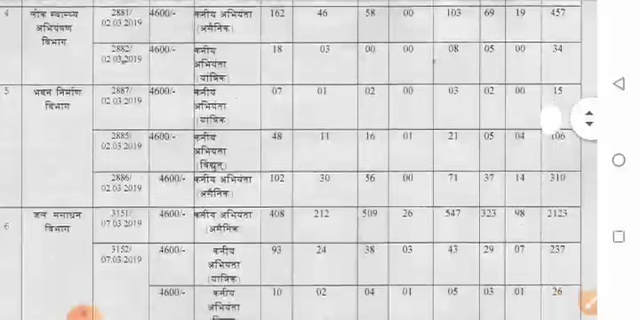 4 लोक स्वास्थ्य 2881/ 4600/- कनीय अभियंता 162 46 58 00 103 69 19 457
अभियंत्रण 02.03.2019 (असैनिक)
विभाग
2882/ 4600/- कनीय 18 03 00 00 08 05 00 34
02.03.2019 अभियंता
(यांत्रिक)
5 भवन निर्माण 2887/ 4600/- कनीय 07 01 02 00 03 02 00 15
विभाग 02.03.2019 अभियंता
(यांत्रिक)
2885/ 4600/- कनीय 48 11 16 01 21 05 04 106
02.03.2019 अभियंता
(विद्युत)
2886/ 4600/- कनीय अभियंता 102 30 56 00 71 37 14 310
02.03.2019 (असैनिक)
6 जल संसाधन 3151/ 4600/- कनीय अभियंता 408 212 509 26 547 323 98 2123
विभाग 07.03.2019 (असैनिक
3152/ 4600/- कनीय 93 24 38 03 43 29 07 237
07.03.2019 अभियंता
(यांत्रिक)
4600/- कनीय 10 02 04 01 05 03 01 26
अभियंता